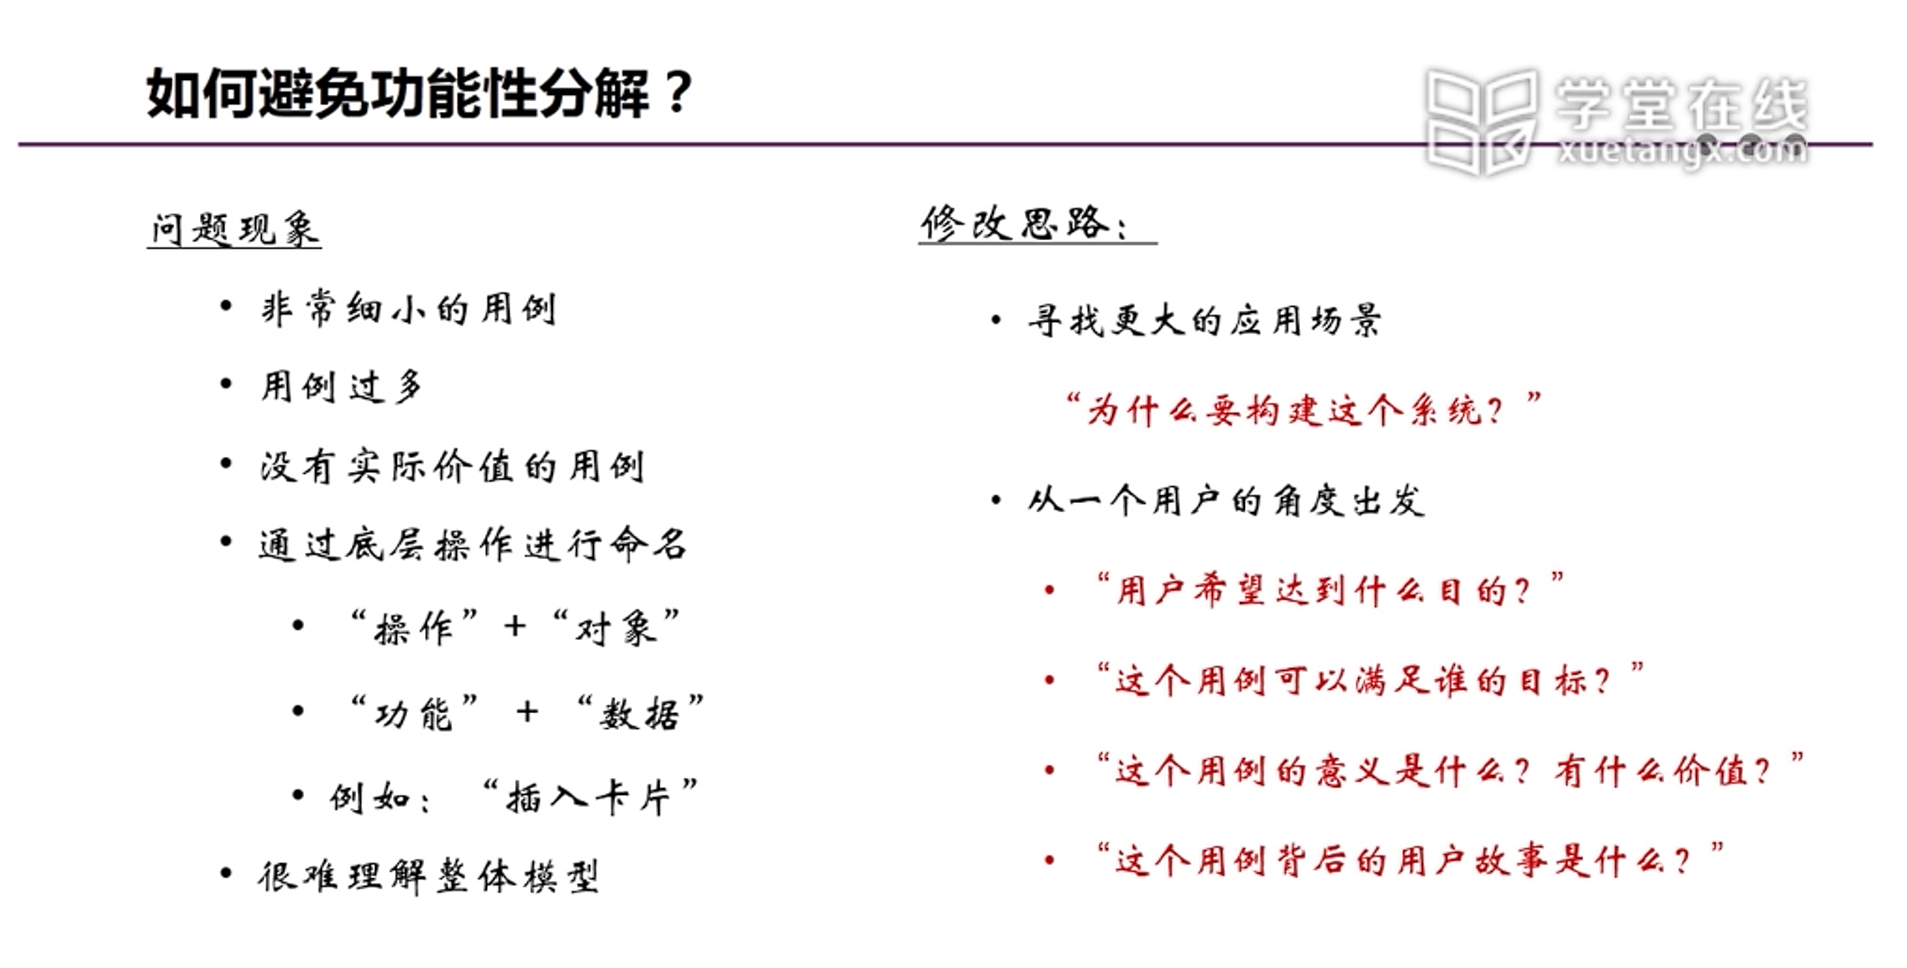 如何避免功能性分解？
学堂在线
xuetangx.com
问题现象
• 非常细小的用例
• 用例过多
• 没有实际价值的用例
• 通过底层操作进行命名
• “操作”+“对象”
• “功能” + “数据”
• 例如： “插入卡片”
• 很难理解整体模型
修改思路：
• 寻找更大的应用场景
“为什么要构建这个系统？”
• 从一个用户的角度出发
• “用户希望达到什么目的？”
• “这个用例可以满足谁的目标？”
• “这个用例的意义是什么？有什么价值？”
• “这个用例背后的用户故事是什么？”